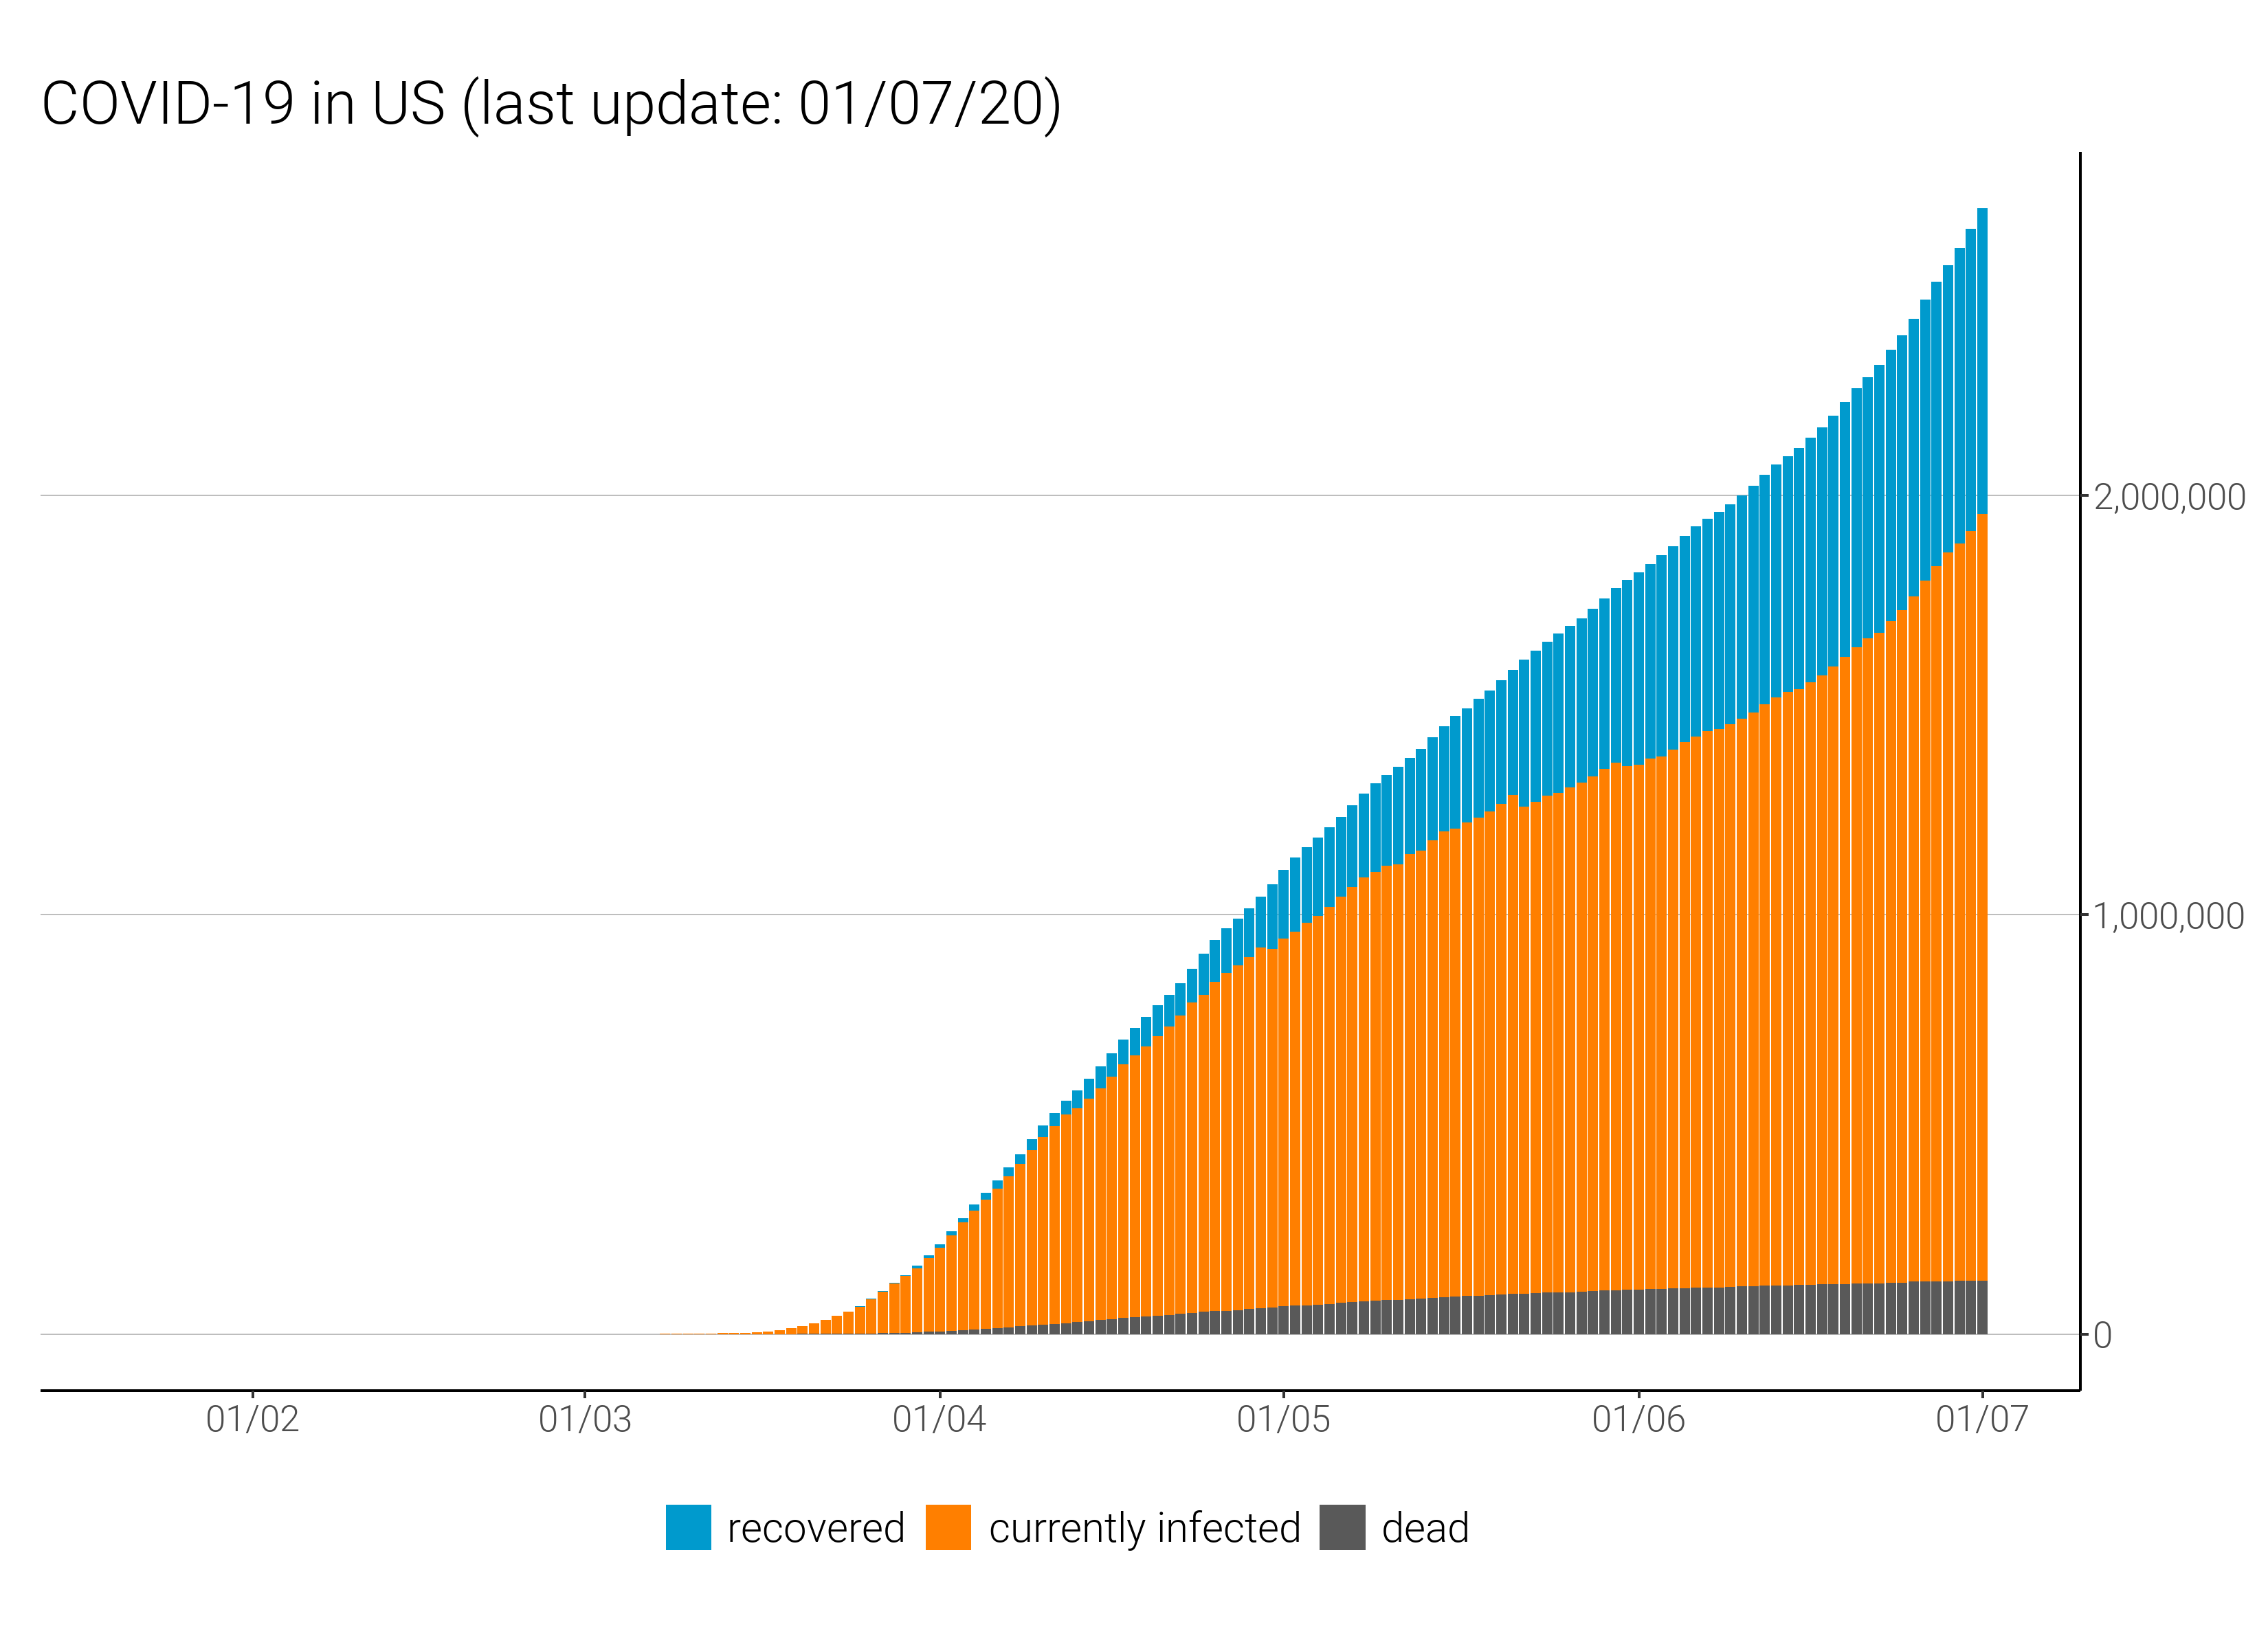 COVID-19 in US (last update: 01/07/20)
2,000,000
1,000,000
0
01/02 01/03 01/04 01/05 01/06 01/07
recovered currently infected dead